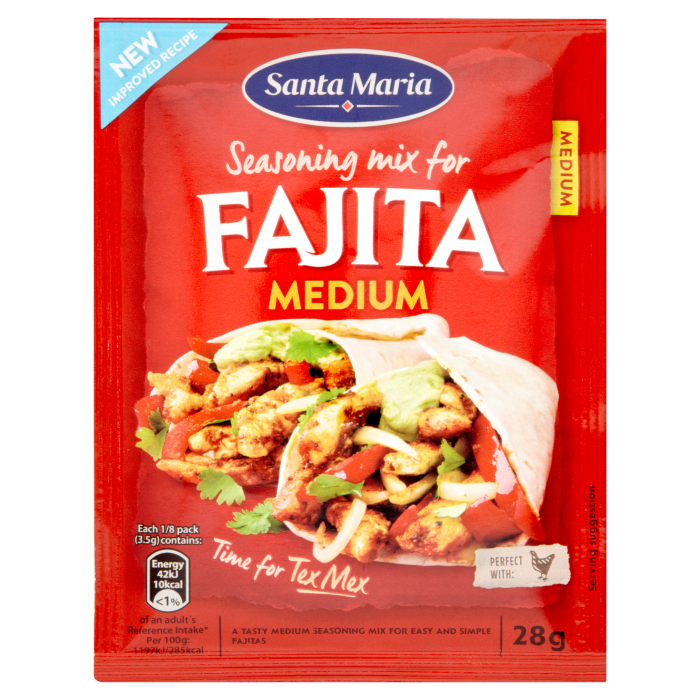 NEW
IMPROVED RECIPE
Santa Maria
Seasoning mix for
FAJITA
MEDIUM
MEDIUM
Each 1/8 pack
(3.5g) contains:
Energy
42kJ
10kcal
<1%
of an adult's
Reference Intake*
Per 100g:
1197kJ/285kcal
Time for Tex Mex
PERFECT
WITH:
Serving suggestion
A TASTY MEDIUM SEASONING MIX FOR EASY AND SIMPLE
FAJITAS
28g